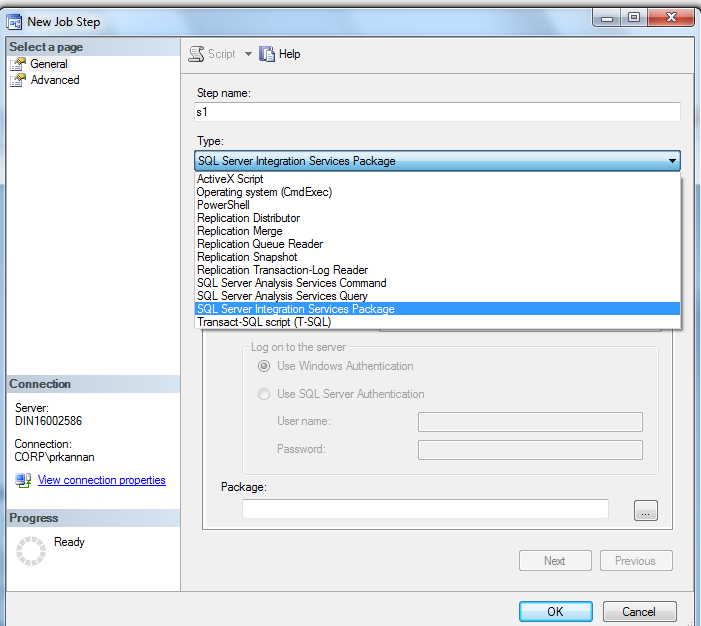 New Job Step
Select a page
General
Advanced
Script
Help
Step name:
s1
Type:
SQL Server Integration Services Package
ActiveX Script
Operating system (CmdExec)
PowerShell
Replication Distributor
Replication Merge
Replication Queue Reader
Replication Snapshot
Replication Transaction-Log Reader
SQL Server Analysis Services Command
SQL Server Analysis Services Query
SQL Server Integration Services Package
Transact-SQL script (T-SQL)
Log on to the server
Use Windows Authentication
Use SQL Server Authentication
User name:
Password:
Package:
...
Connection
Server:
DIN16002586
Connection:
CORP\prkannan
View connection properties
Progress
Ready
Next
Previous
OK
Cancel